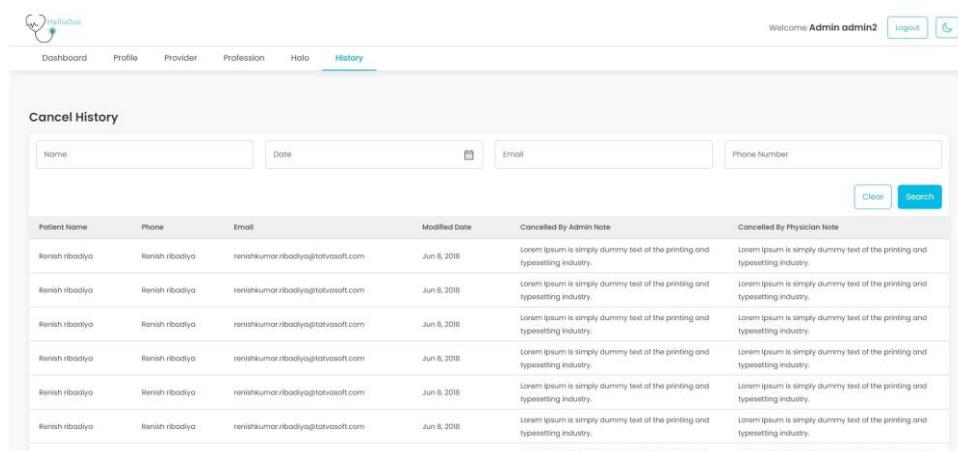 HalloDoc
Welcome Admin admin2 Logout
Dashboard Profile Provider Profession Halo History
Cancel History
Name Date Email Phone Number
Clear Search
Patient Name Phone Email Modified Date Cancelled By Admin Note Cancelled By Physician Note
Renish ribadiya Renish ribadiya renishkumar.ribadiya@tatvasoft.com Jun 8, 2018 Lorem Ipsum is simply dummy text of the printing and Lorem Ipsum is simply dummy text of the printing and
typesetting industry. typesetting industry.
Renish ribadiya Renish ribadiya renishkumar.ribadiya@tatvasoft.com Jun 8, 2018 Lorem Ipsum is simply dummy text of the printing and Lorem Ipsum is simply dummy text of the printing and
typesetting industry. typesetting industry.
Renish ribadiya Renish ribadiya renishkumar.ribadiya@tatvasoft.com Jun 8, 2018 Lorem Ipsum is simply dummy text of the printing and Lorem Ipsum is simply dummy text of the printing and
typesetting industry. typesetting industry.
Renish ribadiya Renish ribadiya renishkumar.ribadiya@tatvasoft.com Jun 8, 2018 Lorem Ipsum is simply dummy text of the printing and Lorem Ipsum is simply dummy text of the printing and
typesetting industry. typesetting industry.
Renish ribadiya Renish ribadiya renishkumar.ribadiya@tatvasoft.com Jun 8, 2018 Lorem Ipsum is simply dummy text of the printing and Lorem Ipsum is simply dummy text of the printing and
typesetting industry. typesetting industry.
Renish ribadiya Renish ribadiya renishkumar.ribadiya@tatvasoft.com Jun 8, 2018 Lorem Ipsum is simply dummy text of the printing and Lorem Ipsum is simply dummy text of the printing and
typesetting industry. typesetting industry.